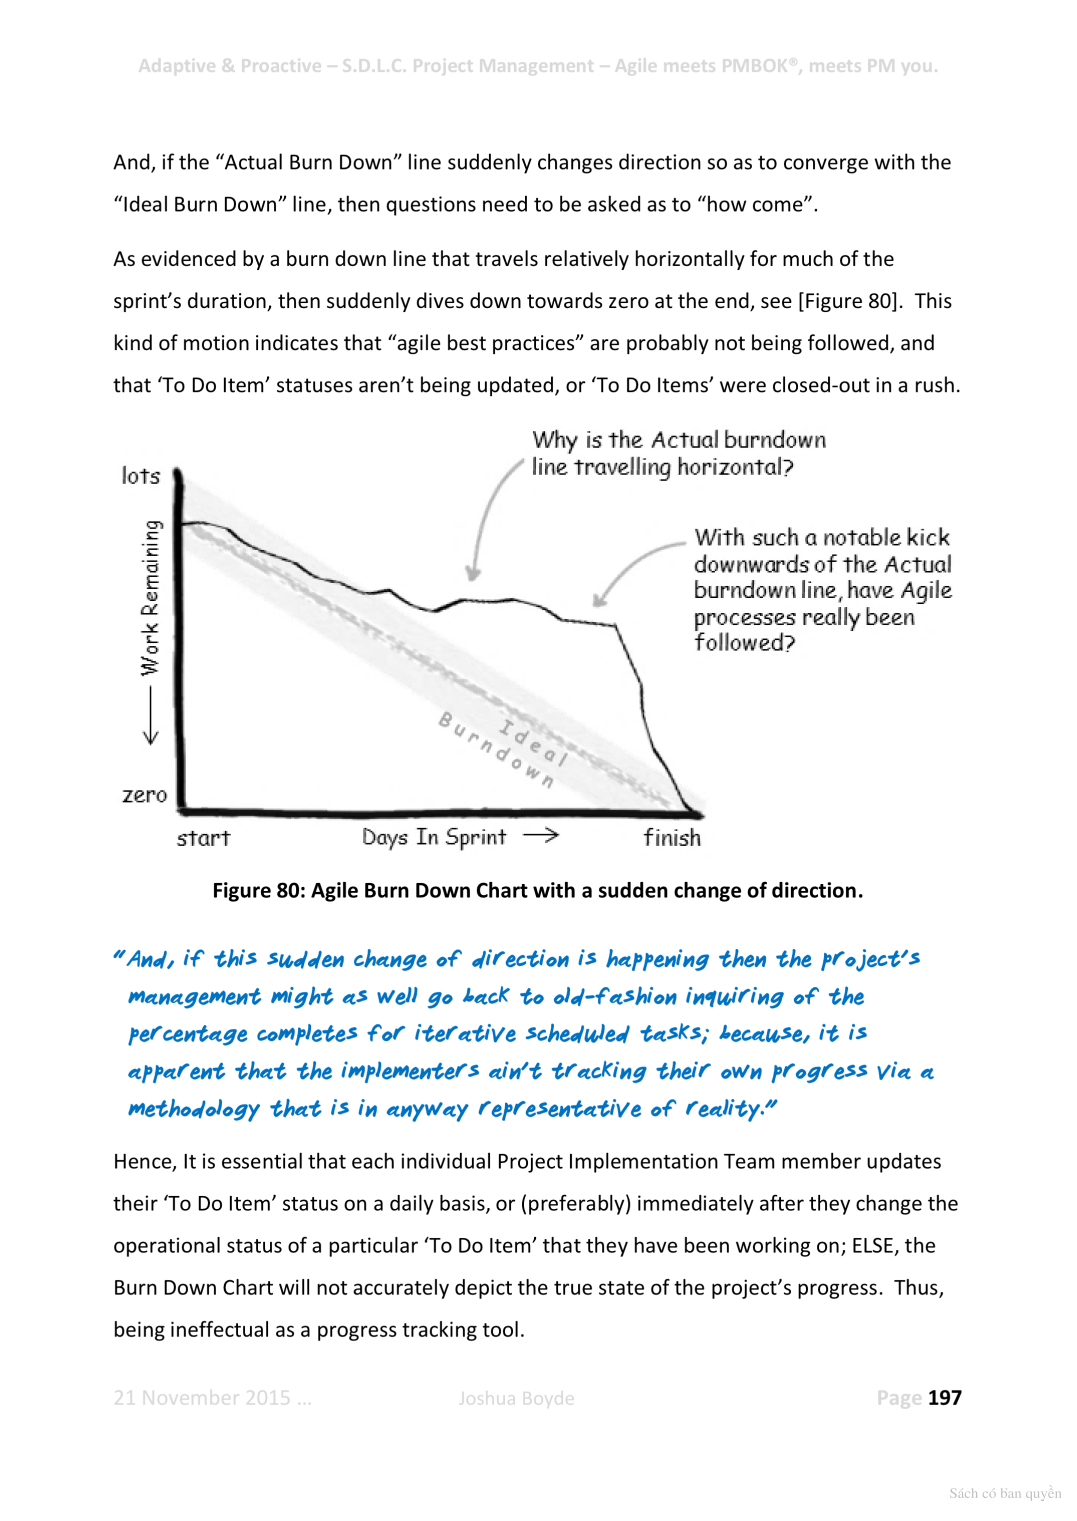 Adaptive & Proactive – S.D.L.C. Project Management – Agile meets PMBOK®, meets PM you.
And, if the “Actual Burn Down” line suddenly changes direction so as to converge with the
“Ideal Burn Down” line, then questions need to be asked as to “how come”.
As evidenced by a burn down line that travels relatively horizontally for much of the
sprint’s duration, then suddenly dives down towards zero at the end, see [Figure 80].  This
kind of motion indicates that “agile best practices” are probably not being followed, and
that ‘To Do Item’ statuses aren’t being updated, or ‘To Do Items’ were closed-out in a rush.
Why is the Actual burndown
line travelling horizontal?
lots
With such a notable kick
downwards of the Actual
burndown line, have Agile
processes really been
followed?
Work Remaining
Ideal
Burndown
zero
start
Days In Sprint
finish
Figure 80: Agile Burn Down Chart with a sudden change of direction.
“And, if this sudden change of direction is happening then the project’s
management might as well go back to old-fashion inquiring of the
percentage completes for iterative scheduled tasks; because, it is
apparent that the implementers ain’t tracking their own progress via a
methodology that is in anyway representative of reality.”
Hence, It is essential that each individual Project Implementation Team member updates
their ‘To Do Item’ status on a daily basis, or (preferably) immediately after they change the
operational status of a particular ‘To Do Item’ that they have been working on; ELSE, the
Burn Down Chart will not accurately depict the true state of the project’s progress.  Thus,
being ineffectual as a progress tracking tool.
21 November 2015 …
Joshua Boyde
Page 197
Sách có bản quyền